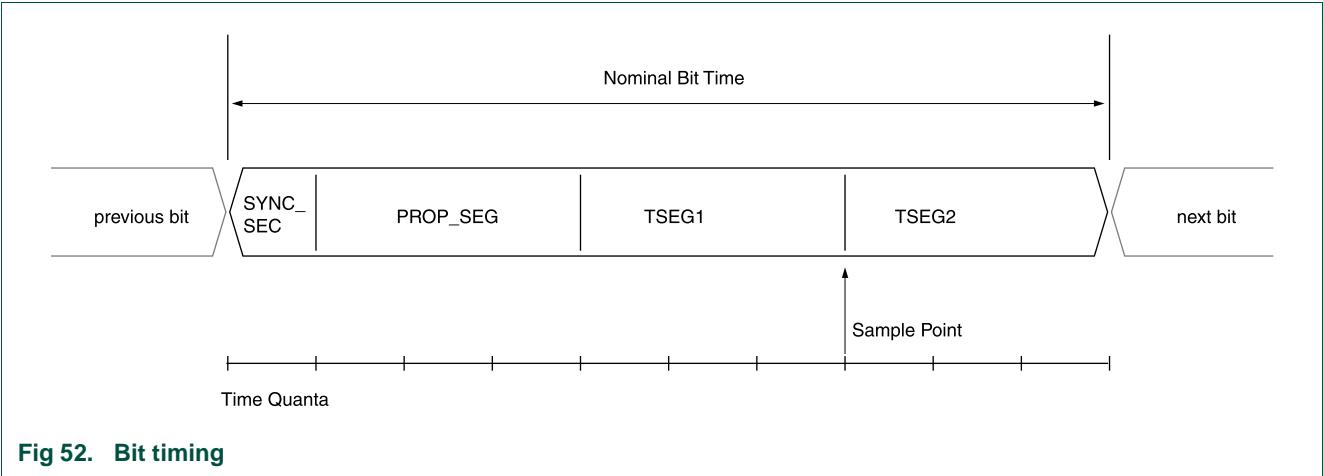 Nominal Bit Time
previous bit
SYNC_
SEC
PROP_SEG
TSEG1
TSEG2
next bit
Sample Point
Time Quanta
Fig 52. Bit timing